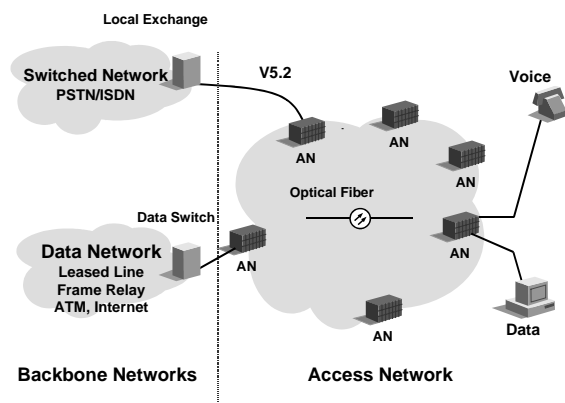 Local Exchange
Switched Network
PSTN/ISDN
V5.2
Voice
AN
AN
AN
Optical Fiber
Data Switch
Data Network
Leased Line
Frame Relay
ATM, Internet
AN
AN
AN
Data
Backbone Networks
Access Network